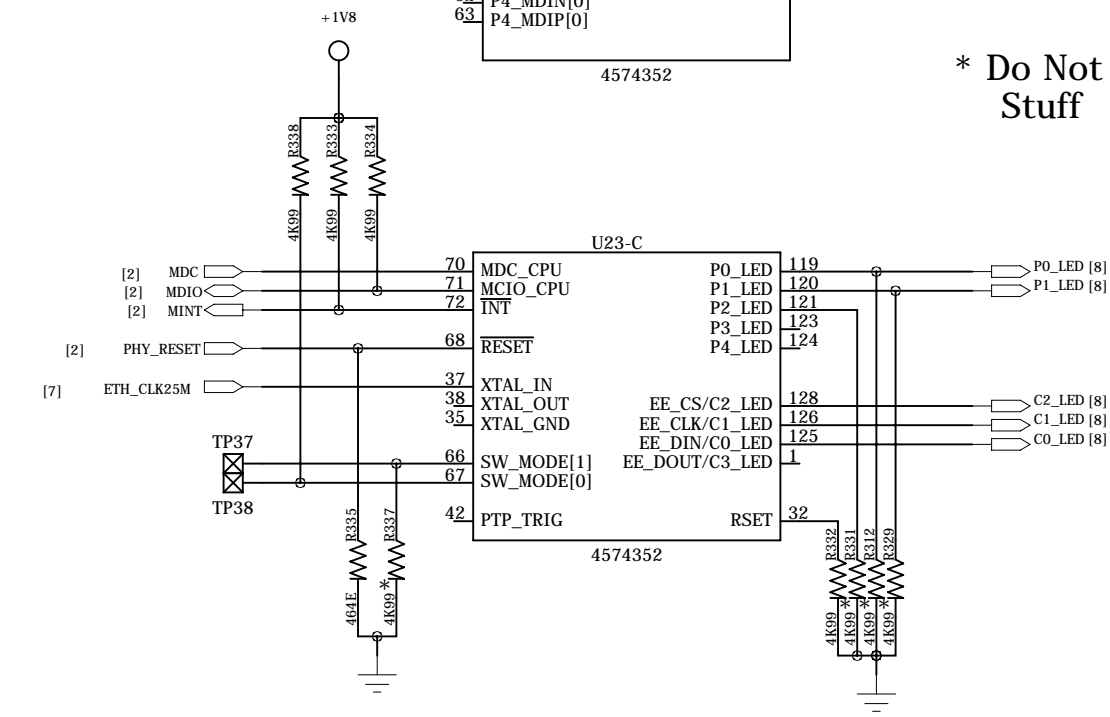 +1V8
P4_MDIN[0]
63 P4_MDIP[0]
4574352
* Do Not
Stuff
R338
R333
R334
4K99
4K99
4K99
U23-C
[2] MDC
70 MDC_CPU
P0_LED 119
P0_LED [8]
[2] MDIO
71 MCIO_CPU
P1_LED 120
P1_LED [8]
[2] MINT
72 INT
P2_LED 121
P3_LED 123
[2] PHY_RESET
68 RESET
P4_LED 124
[7] ETH_CLK25M
37 XTAL_IN
38 XTAL_OUT
EE_CS/C2_LED 128
C2_LED [8]
35 XTAL_GND
EE_CLK/C1_LED 126
C1_LED [8]
EE_DIN/C0_LED 125
C0_LED [8]
TP37
66 SW_MODE[1]
EE_DOUT/C3_LED 1
67 SW_MODE[0]
TP38
42 PTP_TRIG
RSET 32
4574352
R335
R337
464E
4K99*
R332
R331
R312
R329
4K99
4K99*
4K99*
4K99*